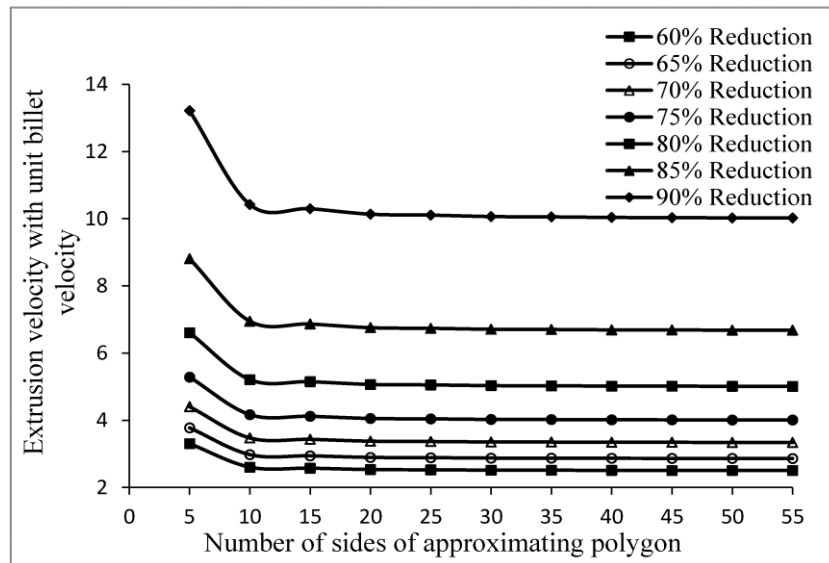 60% Reduction
65% Reduction
70% Reduction
75% Reduction
80% Reduction
85% Reduction
90% Reduction
Extrusion velocity with unit billet
velocity
14
12
10
8
6
4
2
0 5 10 15 20 25 30 35 40 45 50 55
Number of sides of approximating polygon